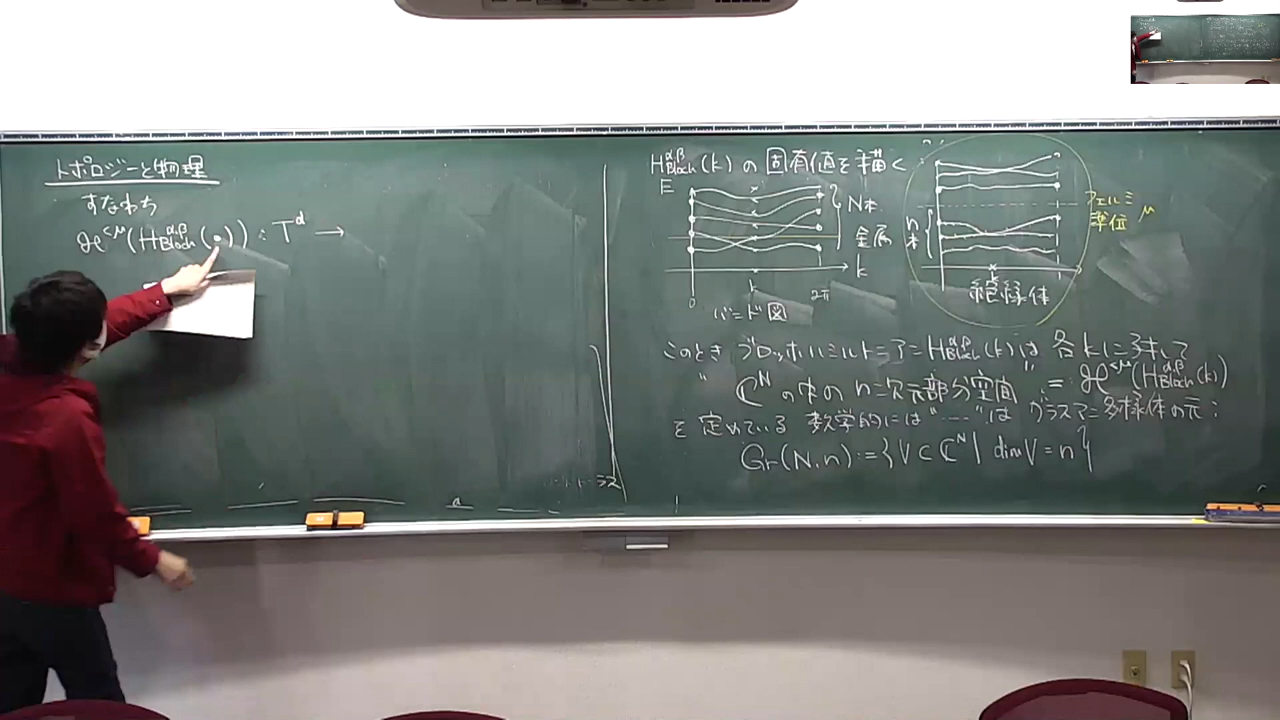 トポロジーと物理
すなわち
ℋ^{<μ}(H_{Bloch}^{αβ}(•)) : T^d →
H_{Bloch}^{αβ}(k) の 固有値を描く:
E
N本
金属
k
0
k
2π
バンド図
n本
フェルミ準位 μ
k
絶縁体
このとき ブロッホハミルトニアン H_{Bloch}^{αβ}(k) は 各 k に対して
" ℂ^N の中の n 次元部分空間 " = ℋ^{<μ}(H_{Bloch}^{αβ}(k))
を定めている 数学的には "……" は グラスマン多様体の元:
Gr(N,n) := {V ⊂ ℂ^N | dim V = n}